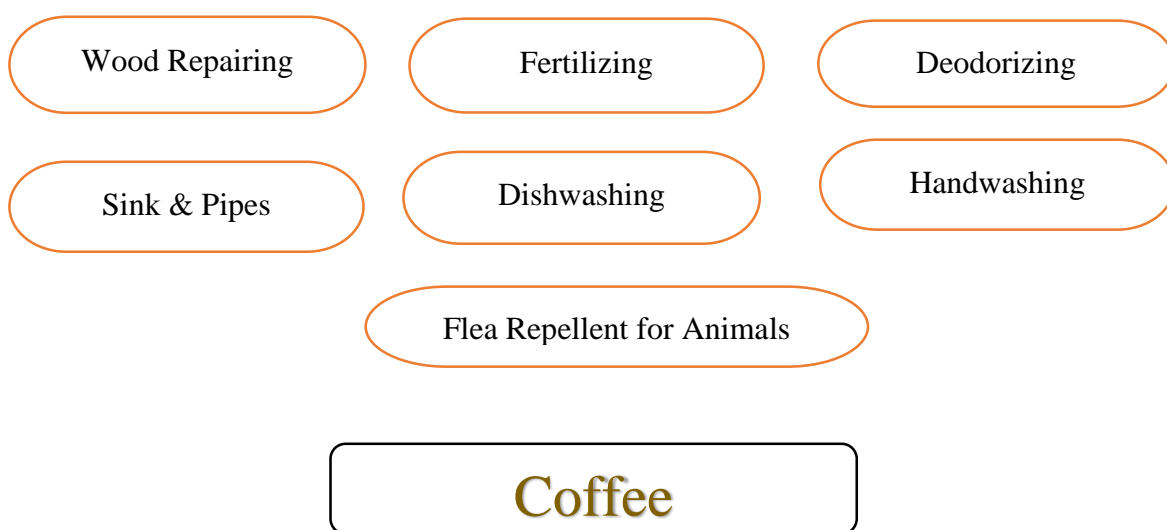 Wood Repairing
Fertilizing
Deodorizing
Sink & Pipes
Dishwashing
Handwashing
Flea Repellent for Animals
Coffee